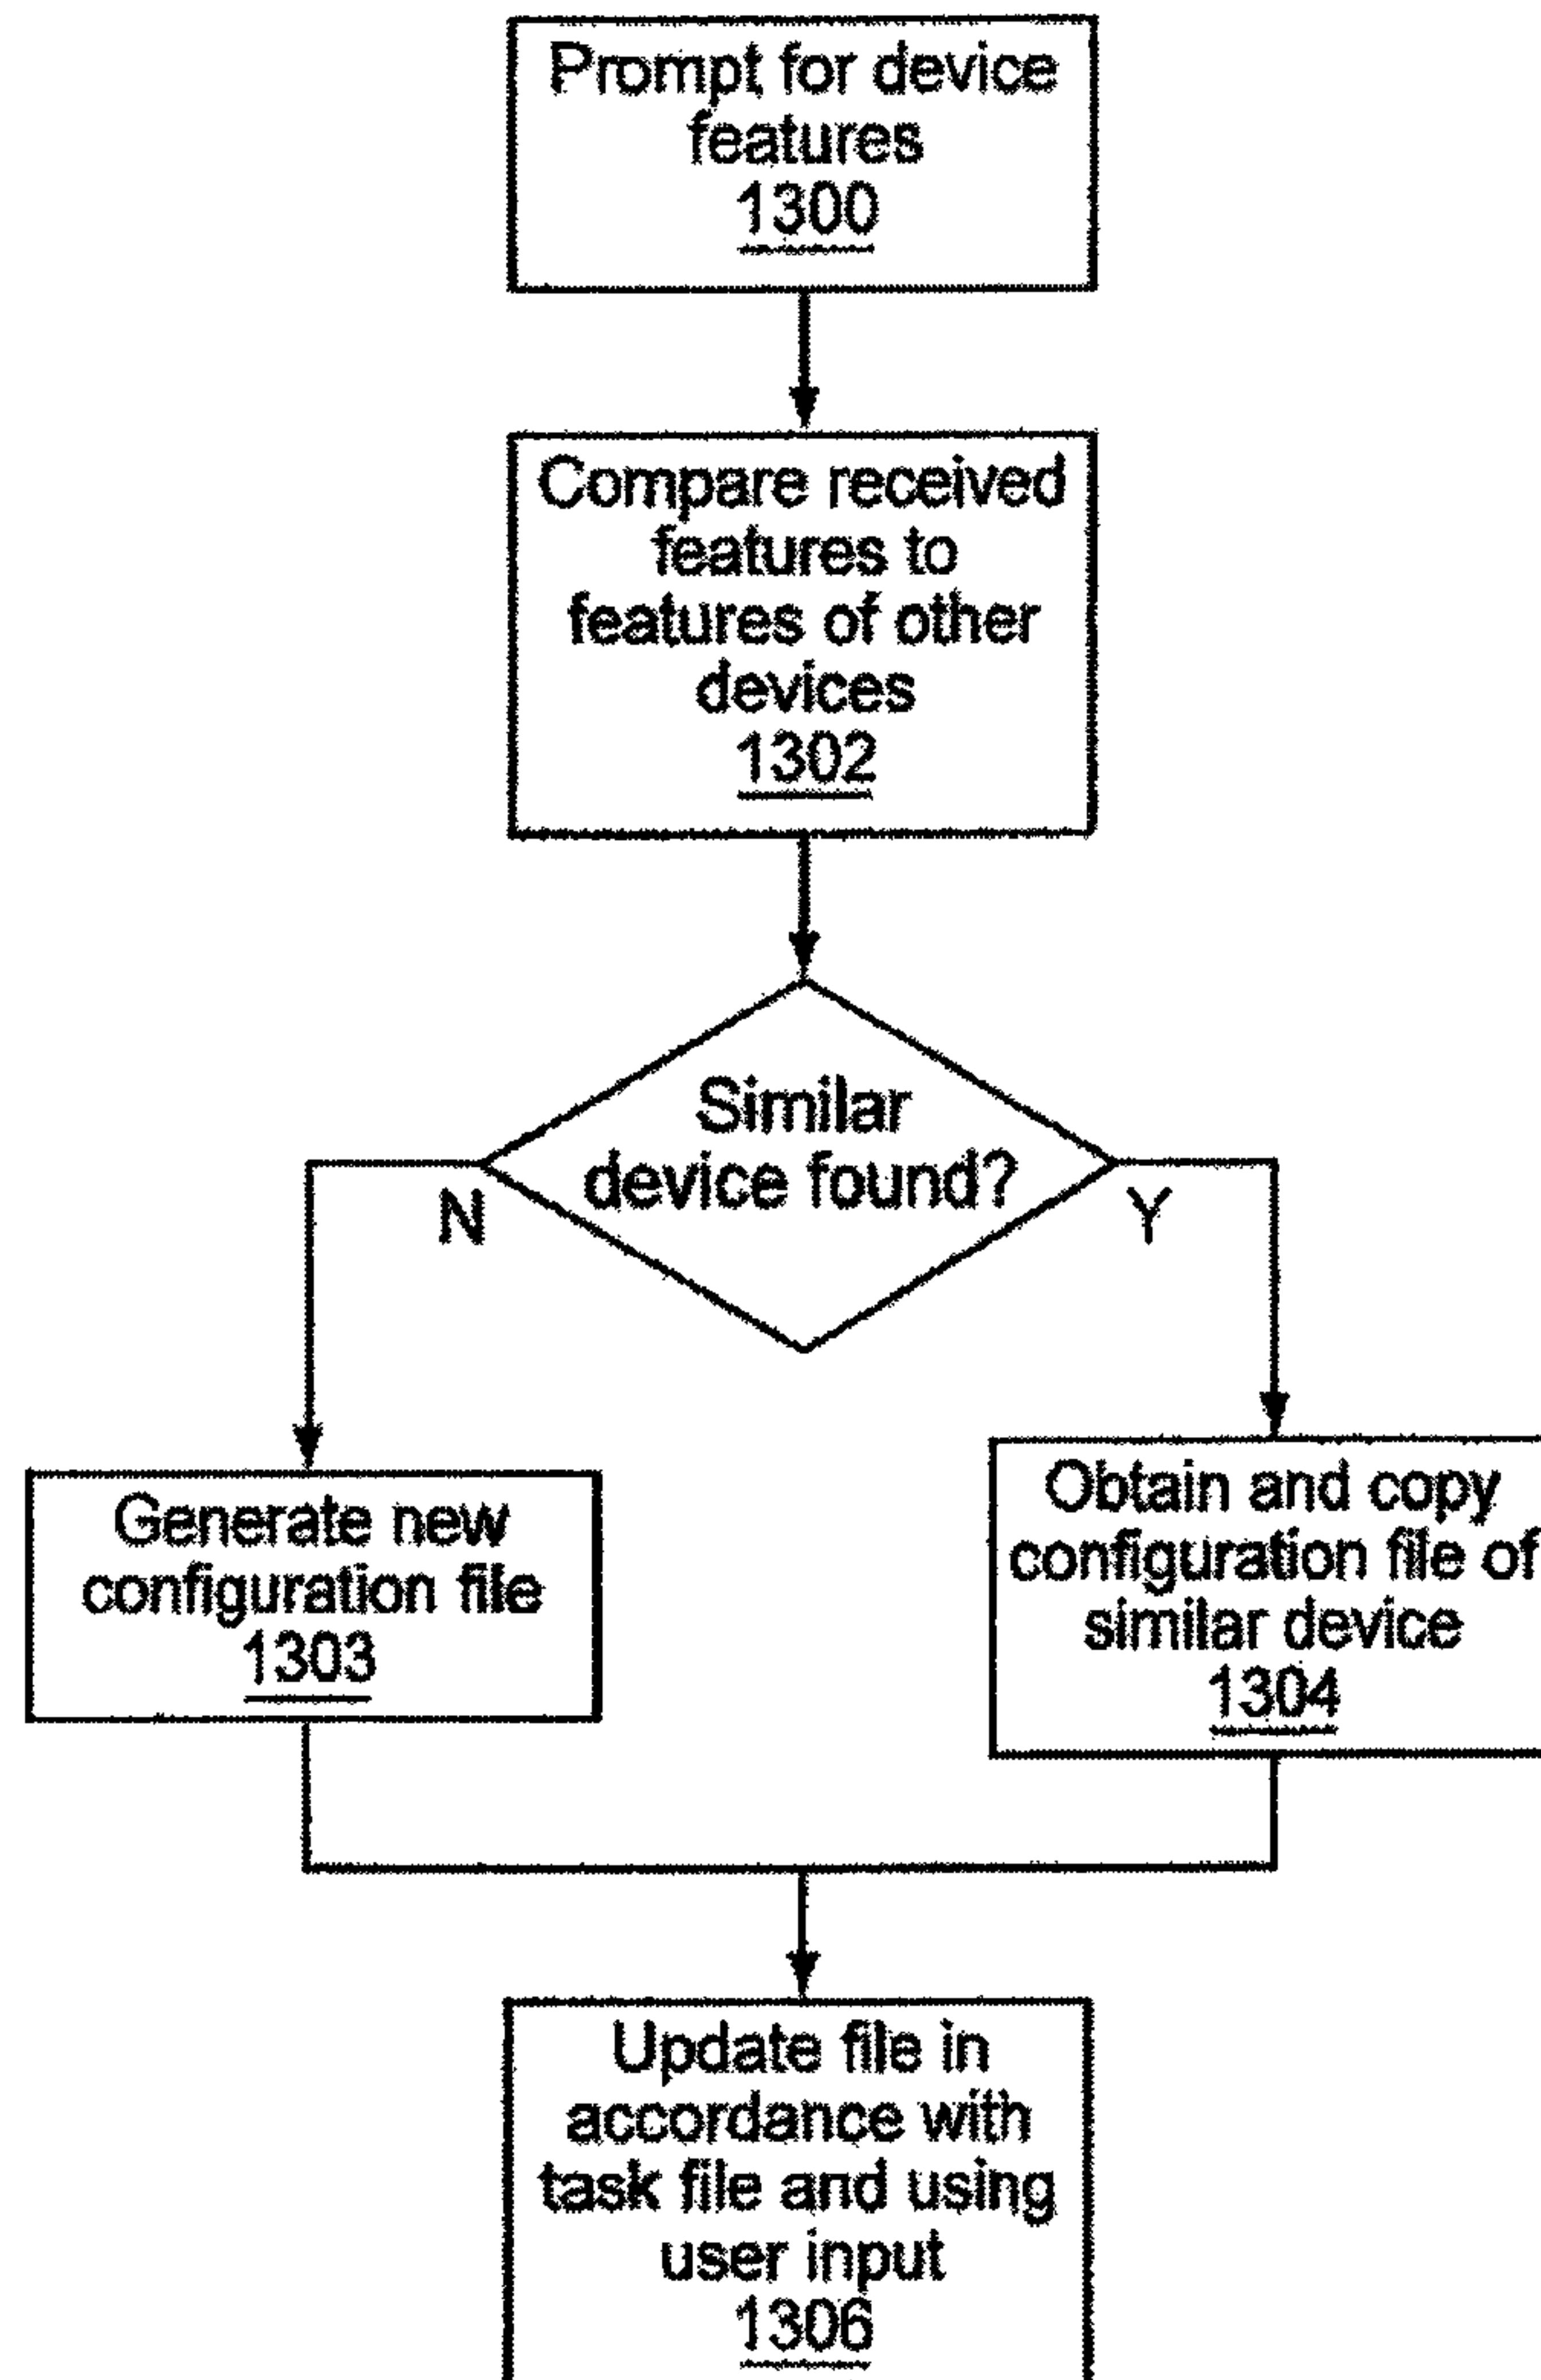 Prompt for device
features
1300
Compare received
features to
features of other
devices
1302
Similar
device found?
N
Y
Generate new
configuration file
1303
Obtain and copy
configuration file of
similar device
1304
Update file in
accordance with
task file and using
user input
1306